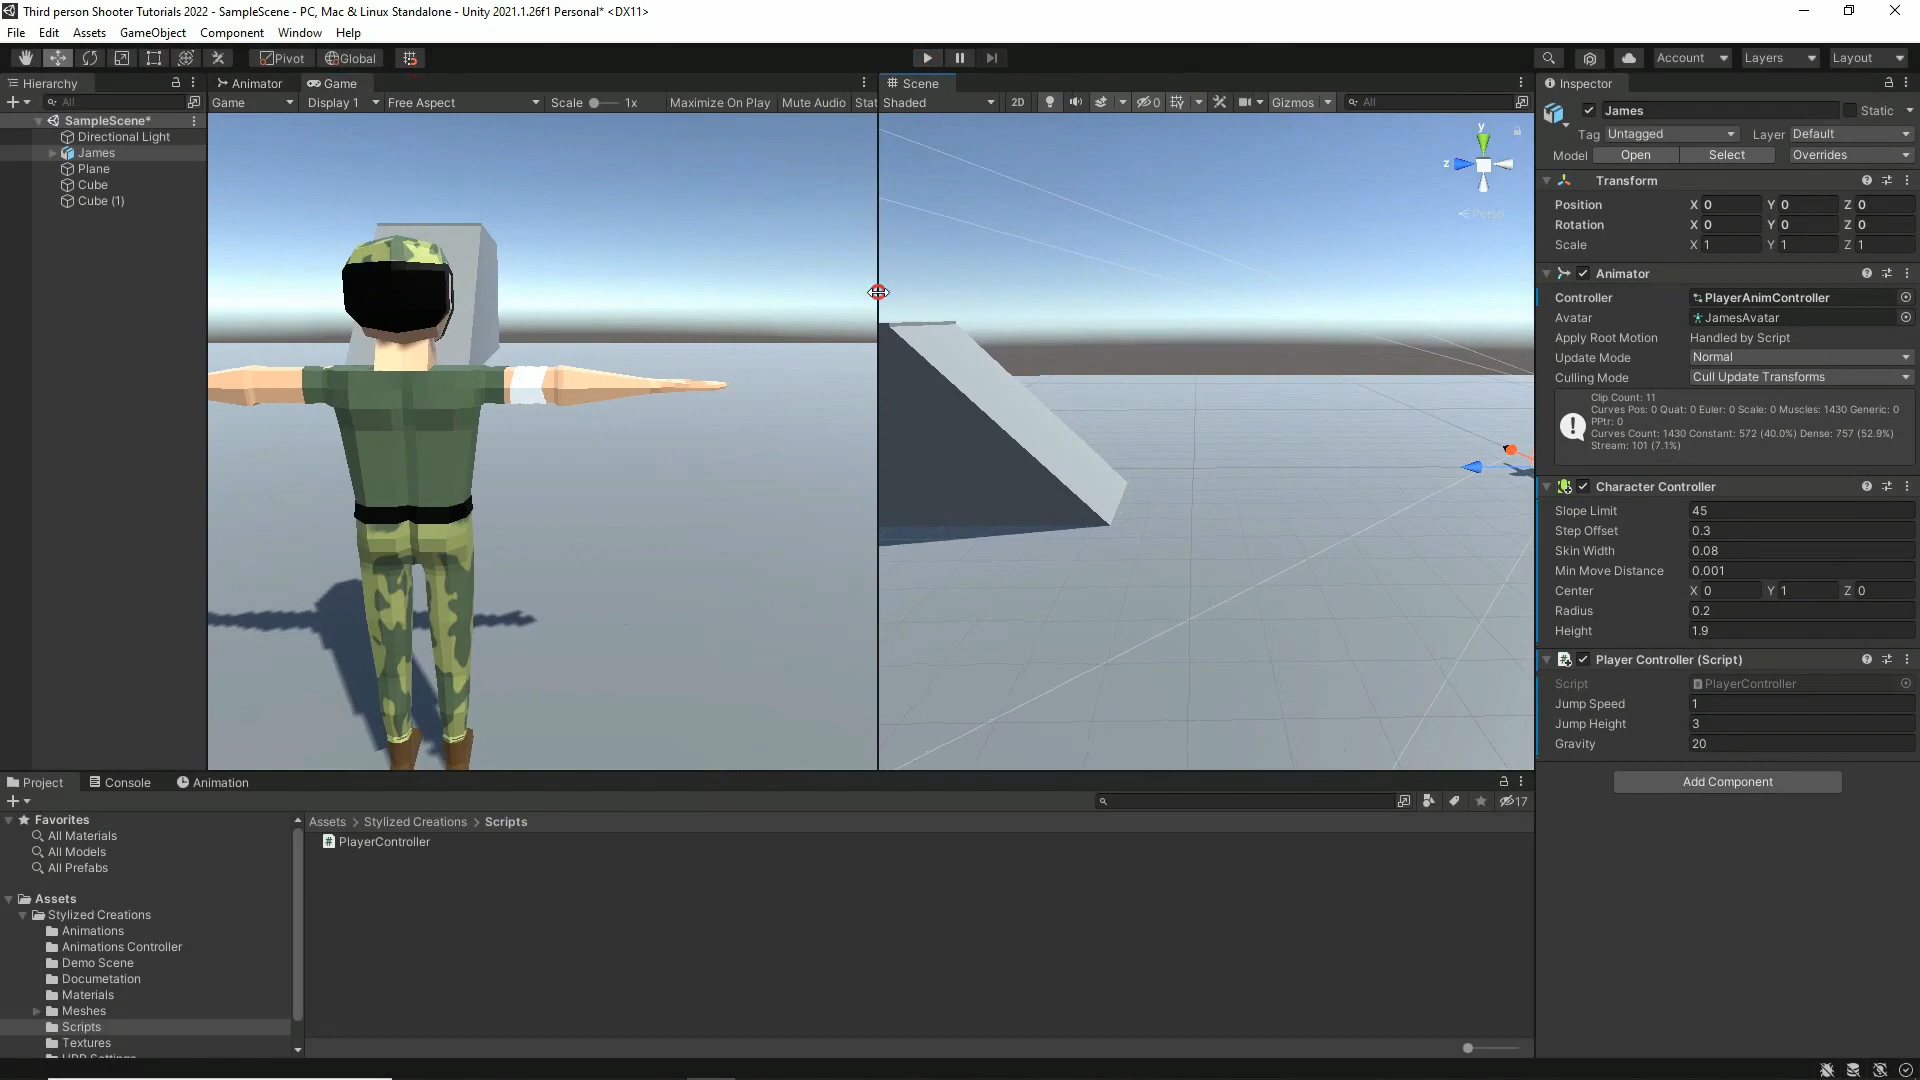 Third person Shooter Tutorials 2022 - SampleScene - PC, Mac & Linux Standalone - Unity 2021.1.26f1 Personal* <DX11>
File Edit Assets GameObject Component Window Help
Pivot Global Account Layers Layout
Hierarchy
All
SampleScene*
Directional Light
James
Plane
Cube
Cube (1)
Animator Game
Game Display 1 Free Aspect Scale 1x Maximize On Play Mute Audio Stat
Scene
Shaded 2D 0 Gizmos All
y
z
Persp
Inspector
James Static
Tag Untagged Layer Default
Model Open Select Overrides
Transform
Position X 0 Y 0 Z 0
Rotation X 0 Y 0 Z 0
Scale X 1 Y 1 Z 1
Animator
Controller PlayerAnimController
Avatar JamesAvatar
Apply Root Motion Handled by Script
Update Mode Normal
Culling Mode Cull Update Transforms
Clip Count: 11
Curves Pos: 0 Quat: 0 Euler: 0 Scale: 0 Muscles: 1430 Generic: 0
PPtr: 0
Curves Count: 1430 Constant: 572 (40.0%) Dense: 757 (52.9%)
Stream: 101 (7.1%)
Character Controller
Slope Limit 45
Step Offset 0.3
Skin Width 0.08
Min Move Distance 0.001
Center X 0 Y 1 Z 0
Radius 0.2
Height 1.9
Player Controller (Script)
Script PlayerController
Jump Speed 1
Jump Height 3
Gravity 20
Add Component
Project Console Animation
17
Favorites
All Materials
All Models
All Prefabs
Assets
Stylized Creations
Animations
Animations Controller
Demo Scene
Documetation
Materials
Meshes
Scripts
Textures
Assets > Stylized Creations > Scripts
PlayerController